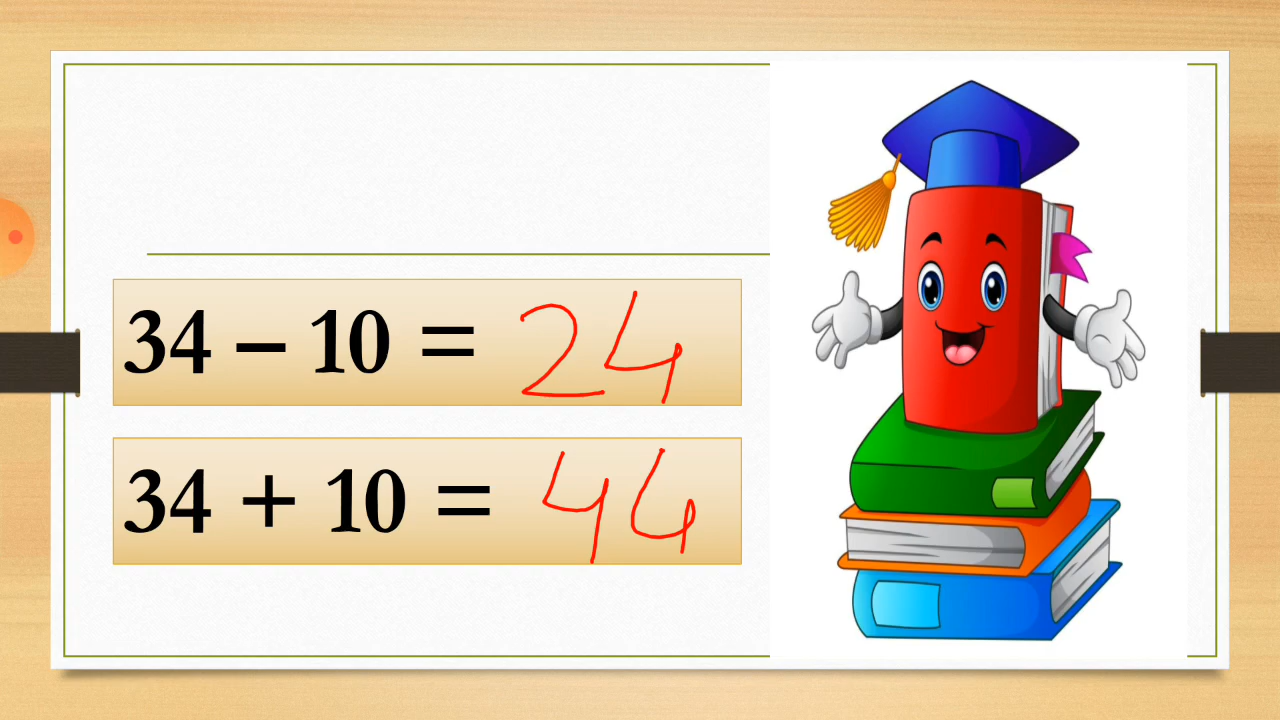 34 – 10 = 24
34 + 10 = 44